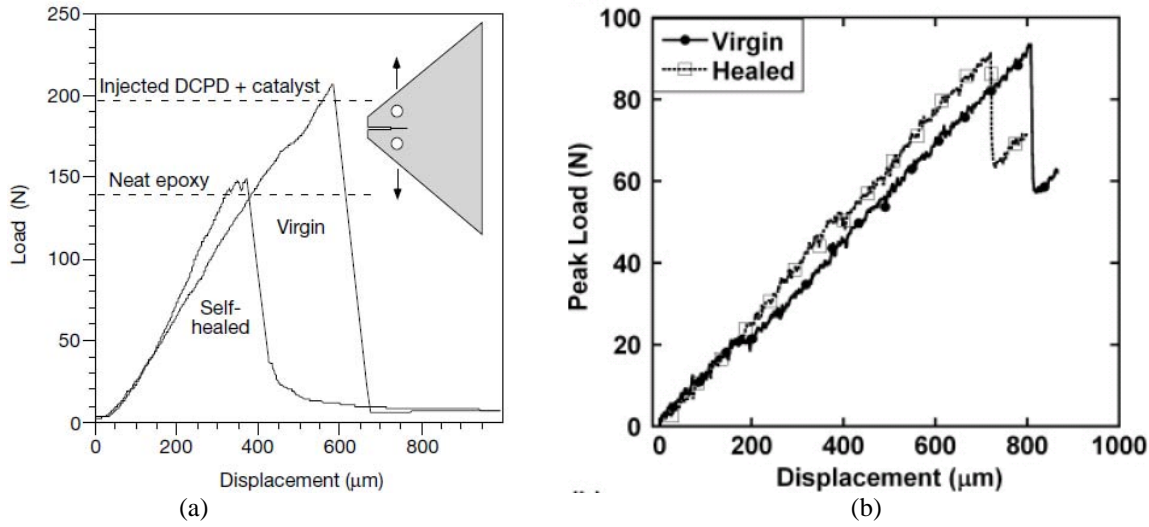 250
200
150
100
50
0
Load (N)
Injected DCPD + catalyst
Neat epoxy
Virgin
Self-
healed
0
200
400
600
800
Displacement (μm)
(a)
100
80
60
40
20
0
Peak Load (N)
Virgin
Healed
0
200
400
600
800
1000
Displacement (μm)
(b)